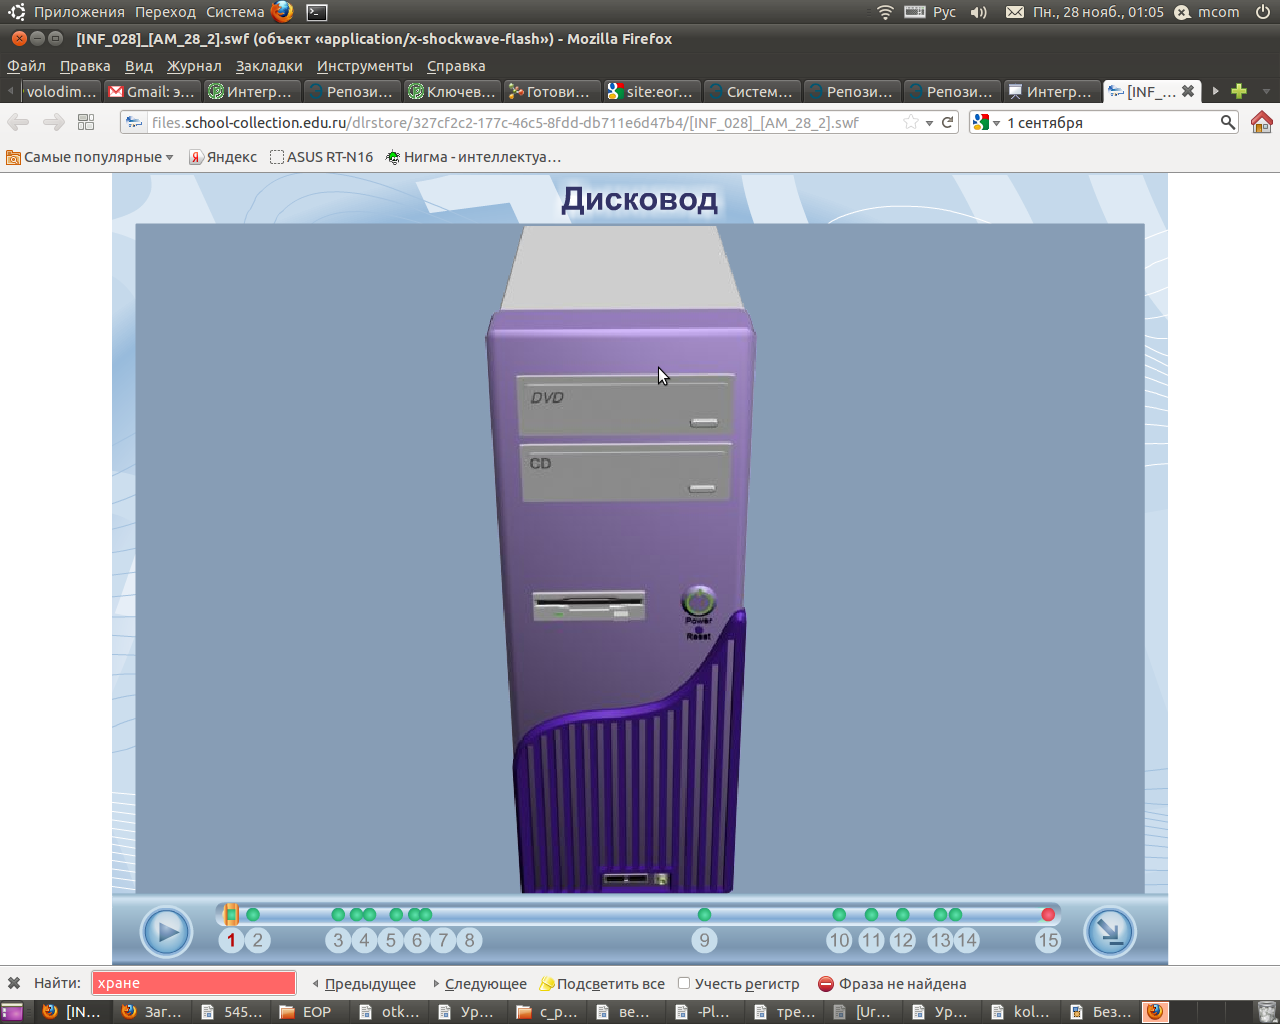 Приложения Переход Система Рус Пн., 28 нояб., 01:05 mcom
[INF_028]_[AM_28_2].swf (объект «application/x-shockwave-flash») - Mozilla Firefox
Файл Правка Вид Журнал Закладки Инструменты Справка
volodim... Gmail: э... Интегр... Репози... Ключев... Готови... site:eor... Систем... Репози... Репози... Интегр... [INF_...
files.school-collection.edu.ru/dlrstore/327cf2c2-177c-46c5-8fdd-db711e6d47b4/[INF_028]_[AM_28_2].swf 1 сентября
Самые популярные Яндекс ASUS RT-N16 Нигма - интеллектуа...
Дисковод
DVD
CD
Power
Reset
1 2 3 4 5 6 7 8 9 10 11 12 13 14 15
Найти: хране Предыдущее Следующее Подсветить все Учесть регистр Фраза не найдена
[IN... Заг... 545... EOP otk... Ур... c_p... ве... -Pl... тре... [Ur... Ур... kol... Без...